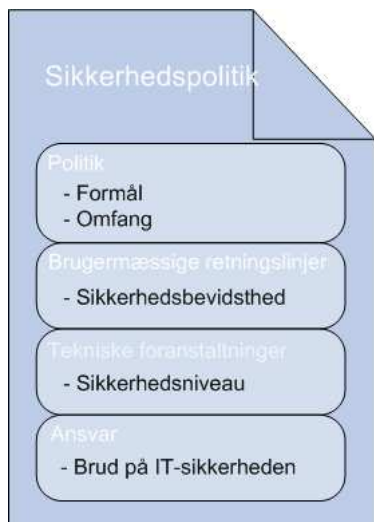 Sikkerhedspolitik
Politik
- Formål
- Omfang
Brugermæssige retningslinjer
- Sikkerhedsbevidsthed
Tekniske foranstaltninger
- Sikkerhedsniveau
Ansvar
- Brud på IT-sikkerheden